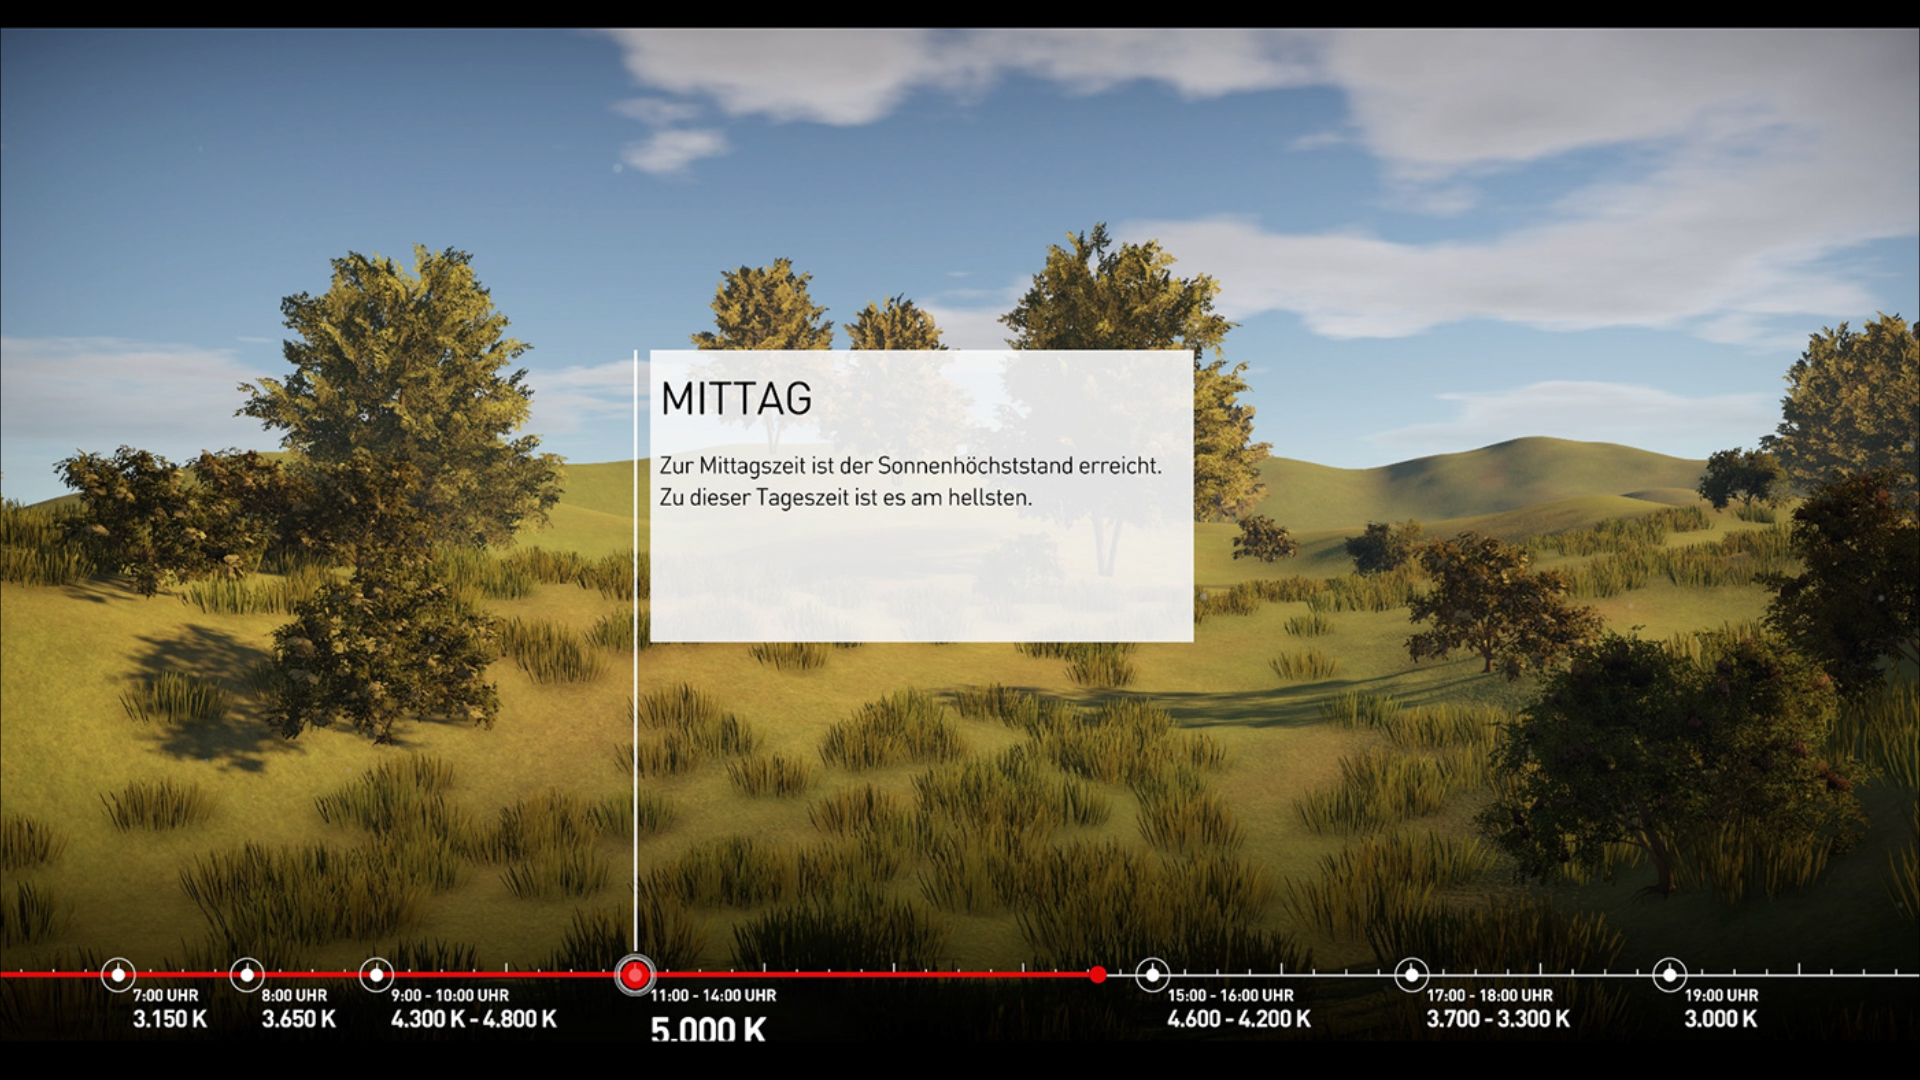 MITTAG
Zur Mittagszeit ist der Sonnenhöchststand erreicht.
Zu dieser Tageszeit ist es am hellsten.
7:00 UHR
3.150 K
8:00 UHR
3.650 K
9:00 - 10:00 UHR
4.300 K - 4.800 K
11:00 - 14:00 UHR
5.000 K
15:00 - 16:00 UHR
4.600 - 4.200 K
17:00 - 18:00 UHR
3.700 - 3.300 K
19:00 UHR
3.000 K